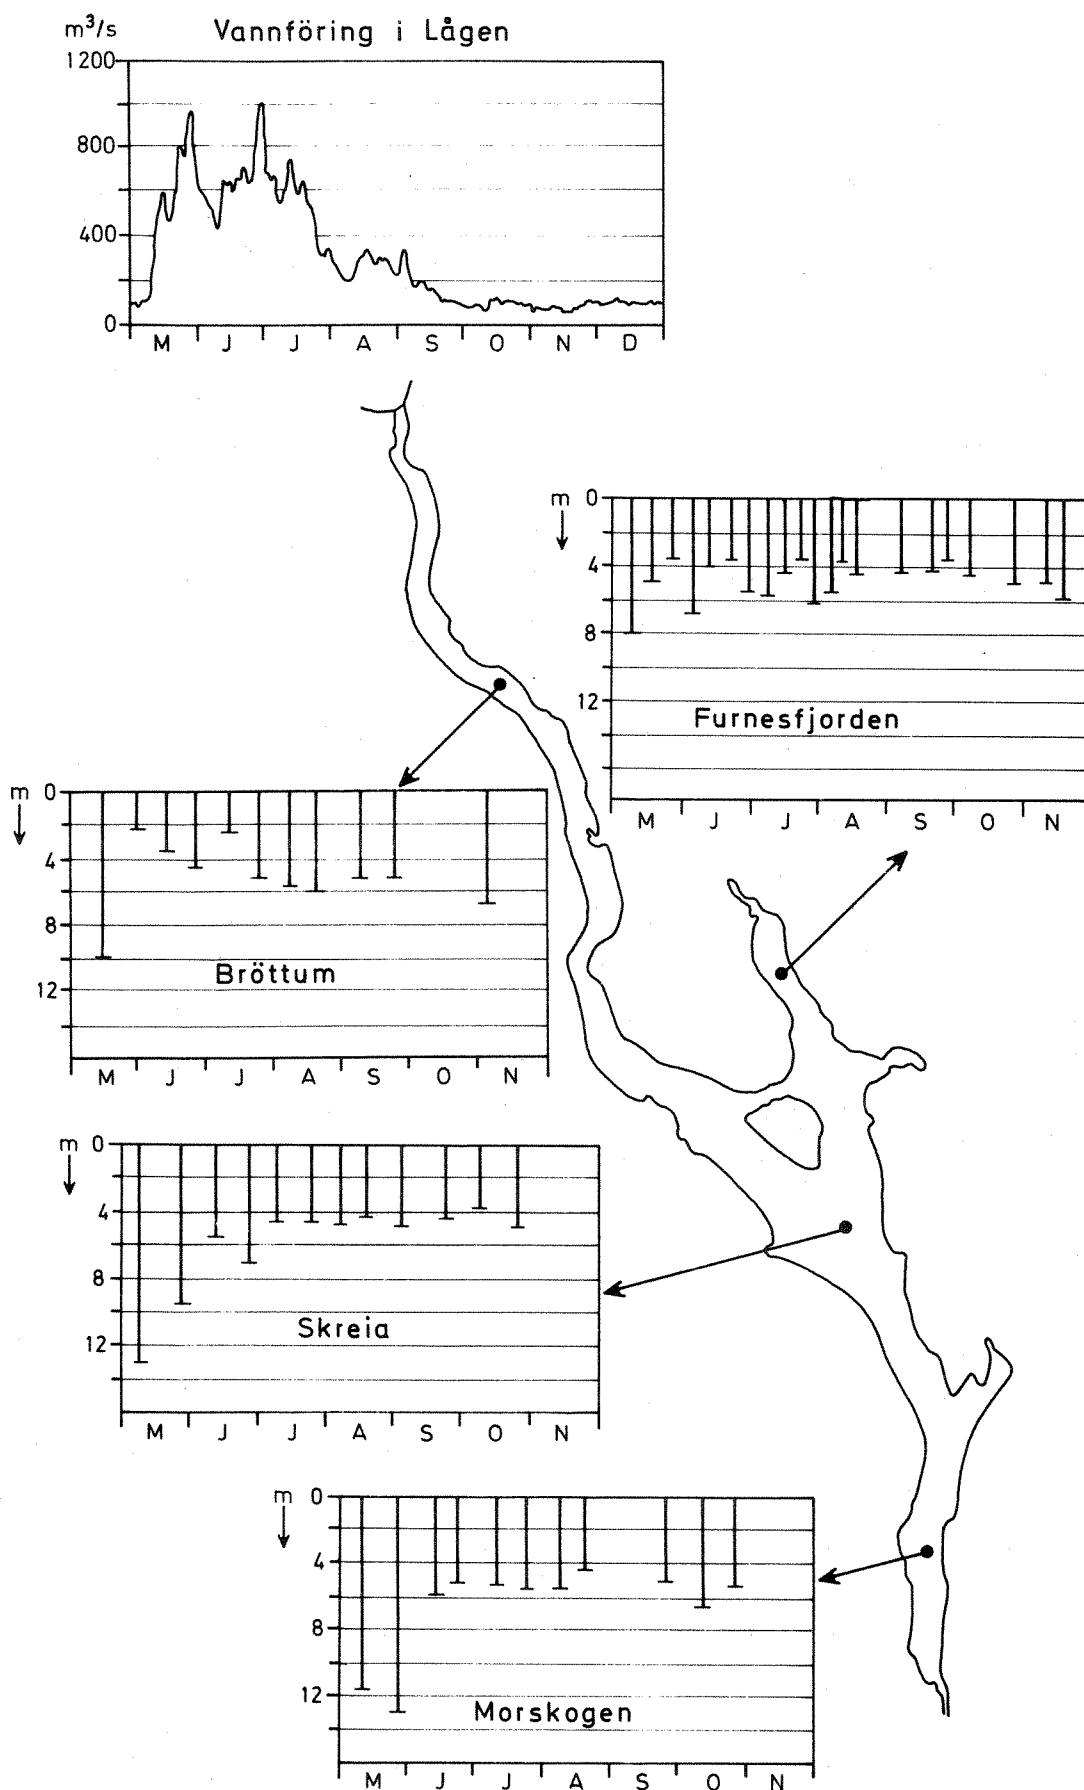 Vannföring i Lågen
m³/s
1200
800
400
0
M J J A S O N D
m 0
4
8
12
Furnesfjorden
M J J A S O N
m 0
4
8
12
Bröttum
M J J A S O N
m 0
4
8
12
Skreia
M J J A S O N
m 0
4
8
12
Morskogen
M J J A S O N